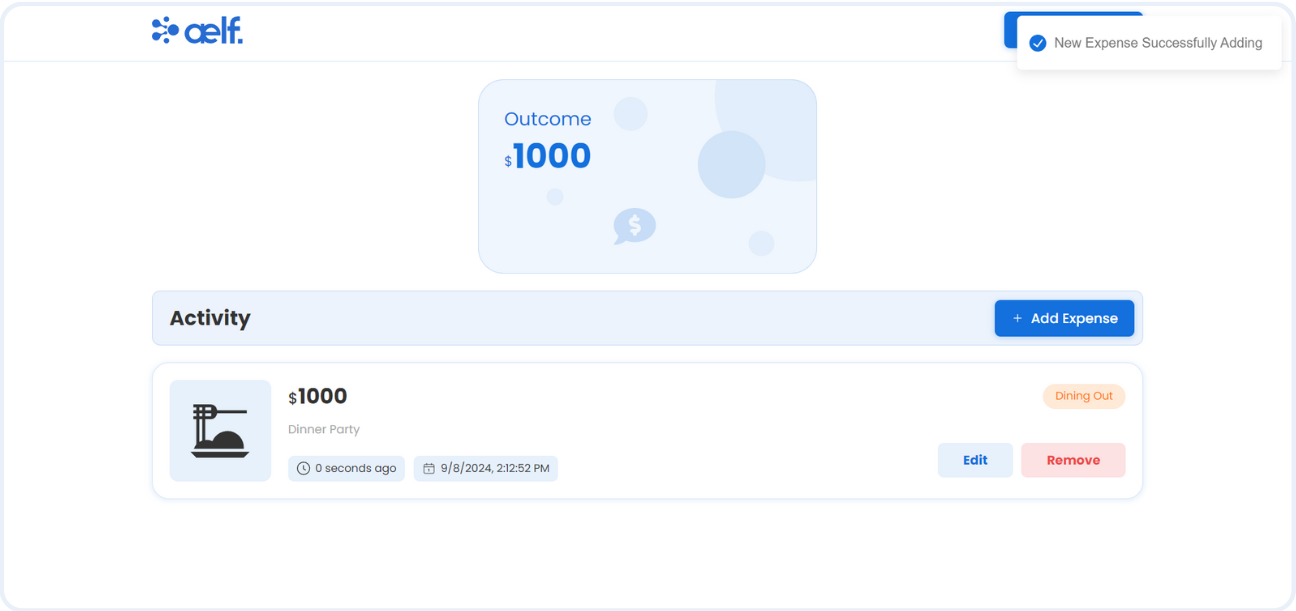 aelf.
New Expense Successfully Adding
Outcome
$1000
Activity
+ Add Expense
$1000
Dining Out
Dinner Party
0 seconds ago
9/8/2024, 2:12:52 PM
Edit
Remove